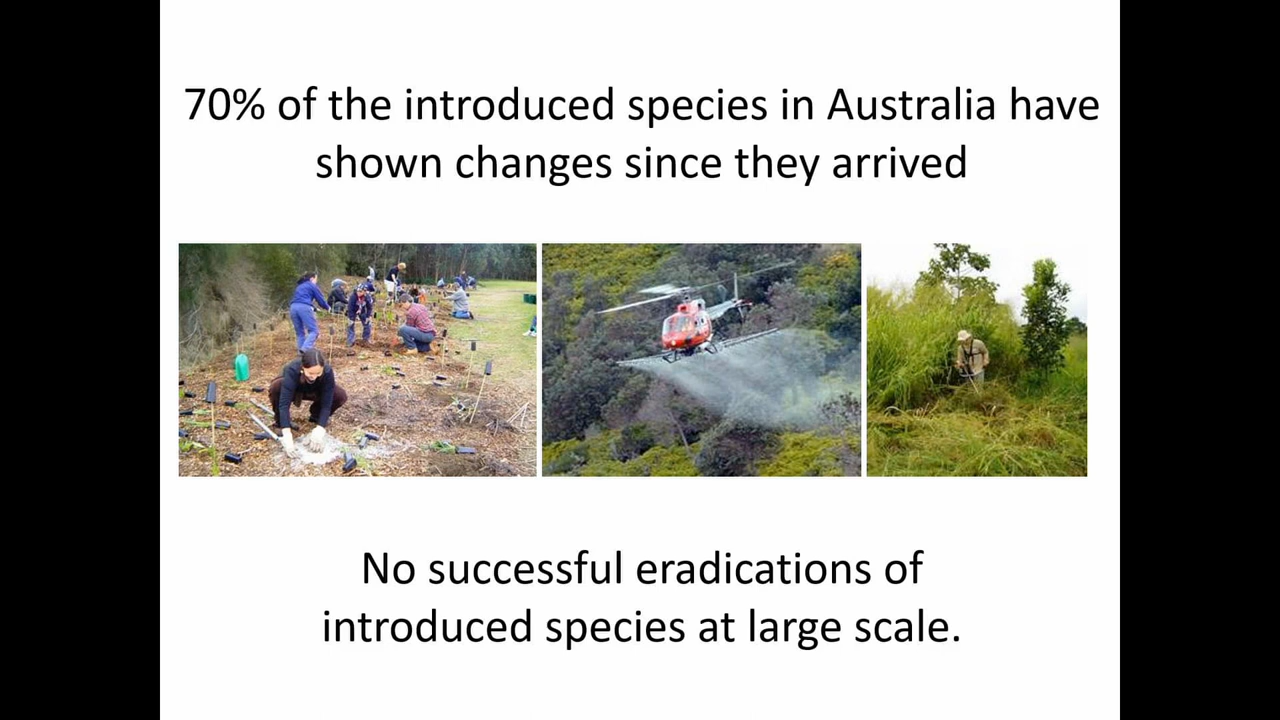 70% of the introduced species in Australia have
shown changes since they arrived
No successful eradications of
introduced species at large scale.